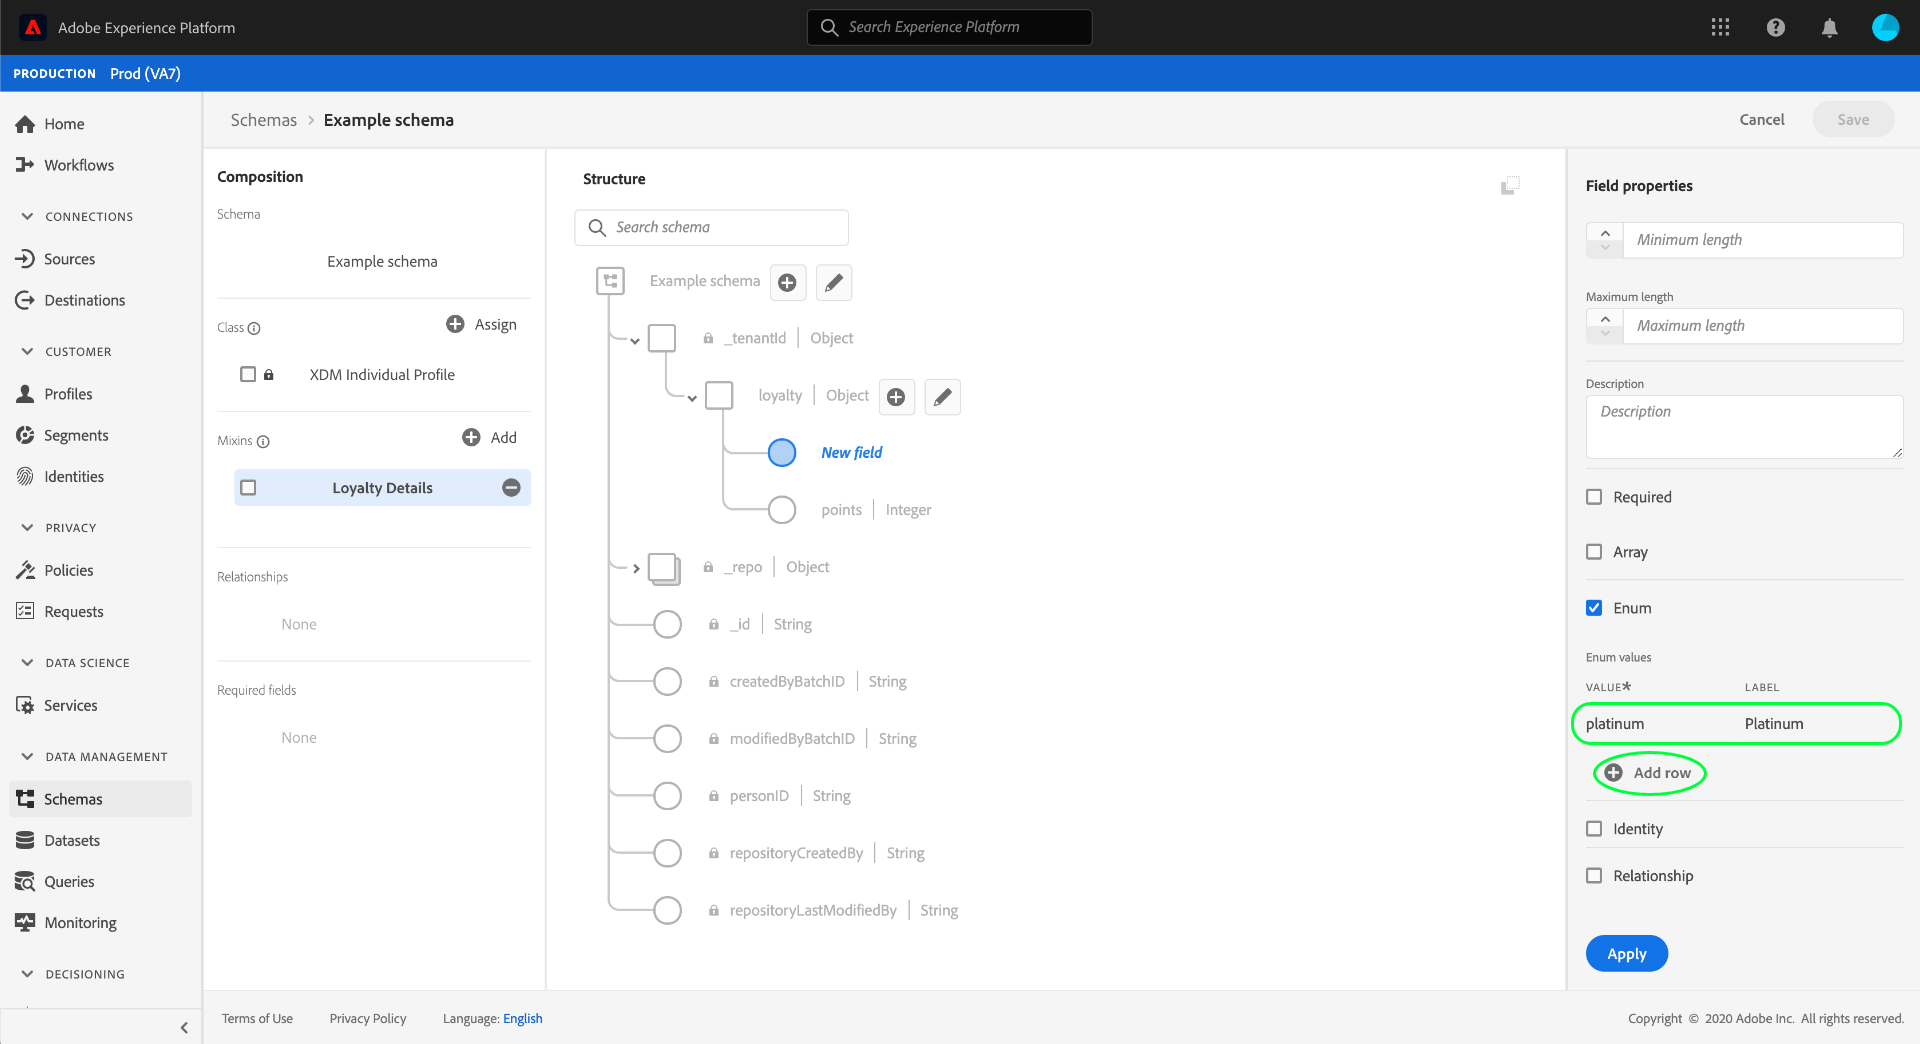 Adobe Experience Platform
Search Experience Platform
PRODUCTION Prod (VA7)
Home
Workflows
CONNECTIONS
Sources
Destinations
CUSTOMER
Profiles
Segments
Identities
PRIVACY
Policies
Requests
DATA SCIENCE
Services
DATA MANAGEMENT
Schemas
Datasets
Queries
Monitoring
DECISIONING
Schemas > Example schema
Cancel
Save
Composition
Schema
Example schema
Class
Assign
XDM Individual Profile
Mixins
Add
Loyalty Details
Relationships
None
Required fields
None
Structure
Search schema
Example schema
_tenantId | Object
loyalty | Object
New field
points | Integer
_repo | Object
_id | String
createdByBatchID | String
modifiedByBatchID | String
personID | String
repositoryCreatedBy | String
repositoryLastModifiedBy | String
Field properties
Minimum length
Maximum length
Maximum length
Description
Description
Required
Array
Enum
Enum values
VALUE* LABEL
platinum Platinum
Add row
Identity
Relationship
Apply
Terms of Use Privacy Policy Language: English
Copyright © 2020 Adobe Inc. All rights reserved.